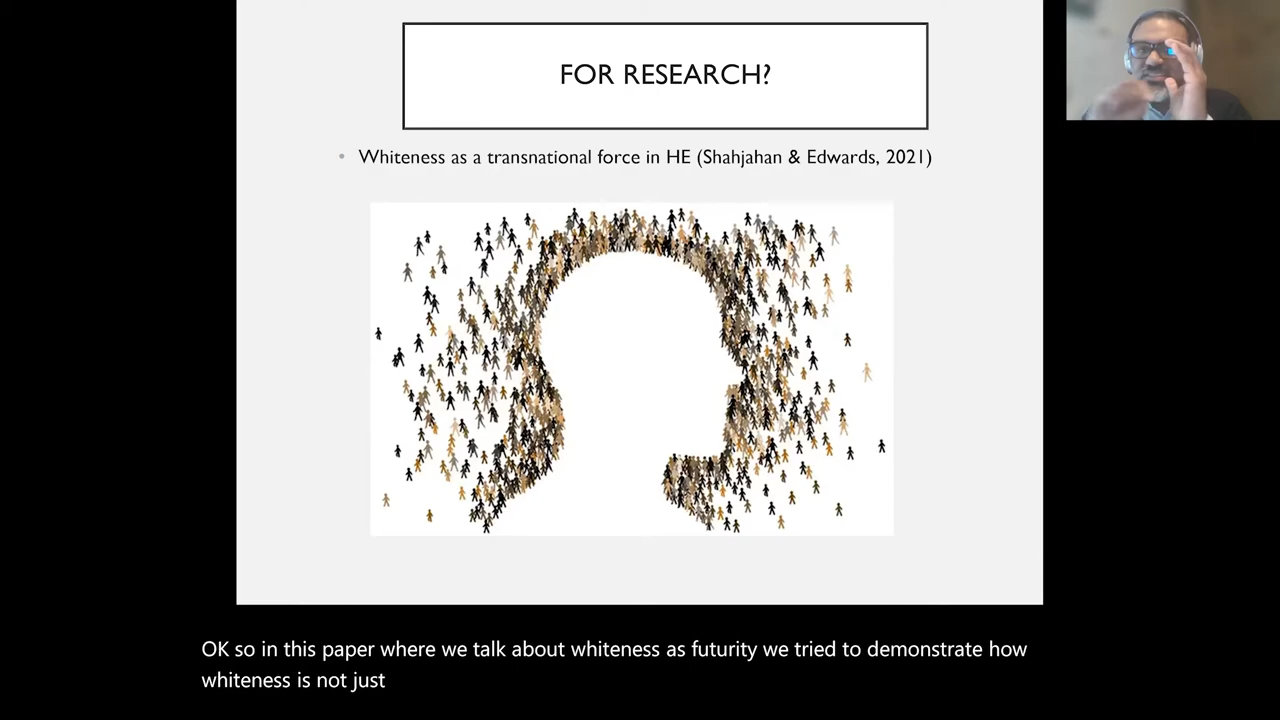 FOR RESEARCH?
• Whiteness as a transnational force in HE (Shahjahan & Edwards, 2021)
OK so in this paper where we talk about whiteness as futurity we tried to demonstrate how
whiteness is not just